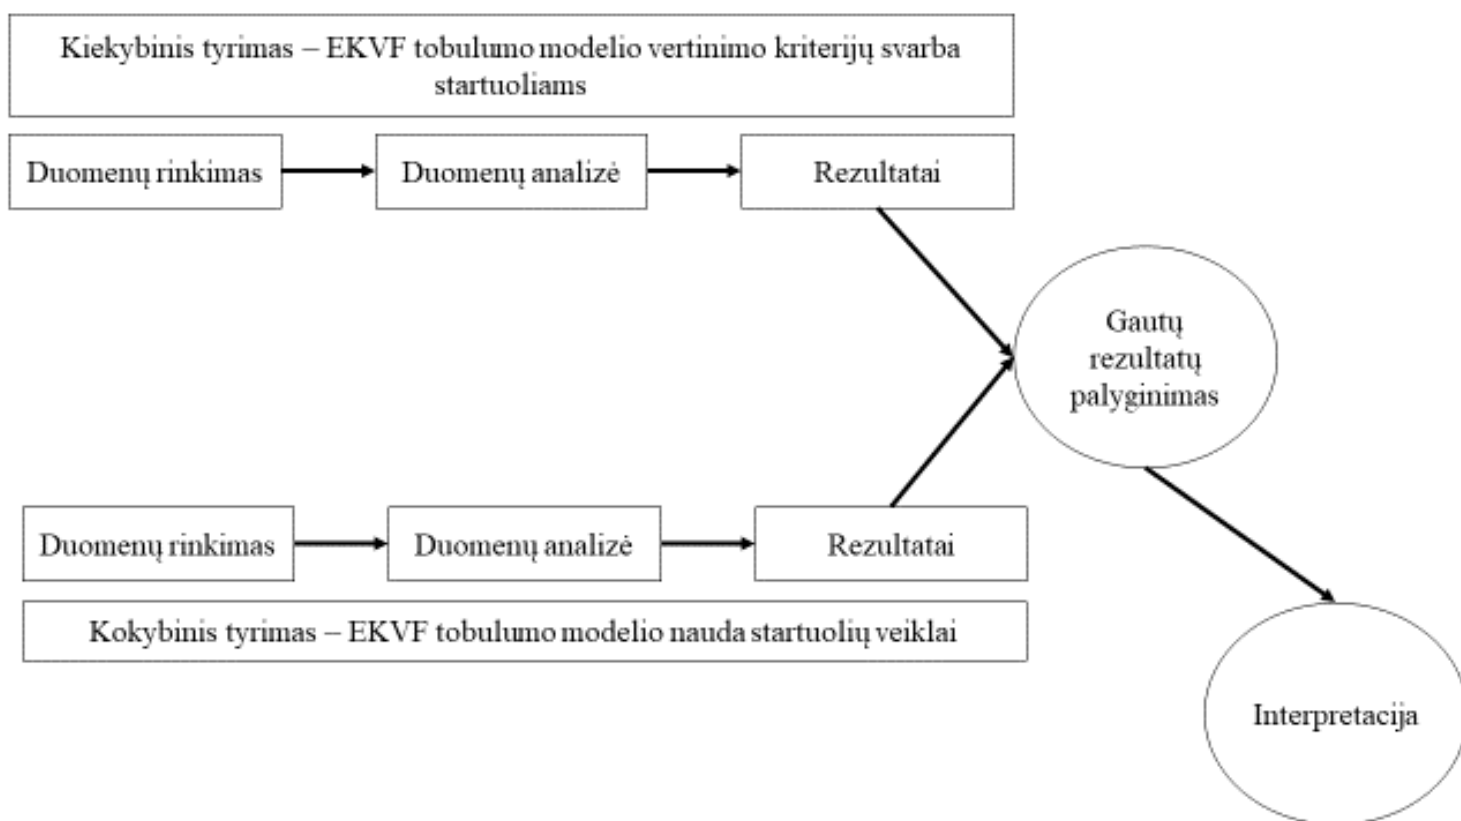 Kiekybinis tyrimas – EKVF tobulumo modelio vertinimo kriterijų svarba
startuoliams
Duomenų rinkimas
Duomenų analizė
Rezultatai
Gautų
rezultatų
palyginimas
Duomenų rinkimas
Duomenų analizė
Rezultatai
Kokybinis tyrimas – EKVF tobulumo modelio nauda startuolių veiklai
Interpretacija